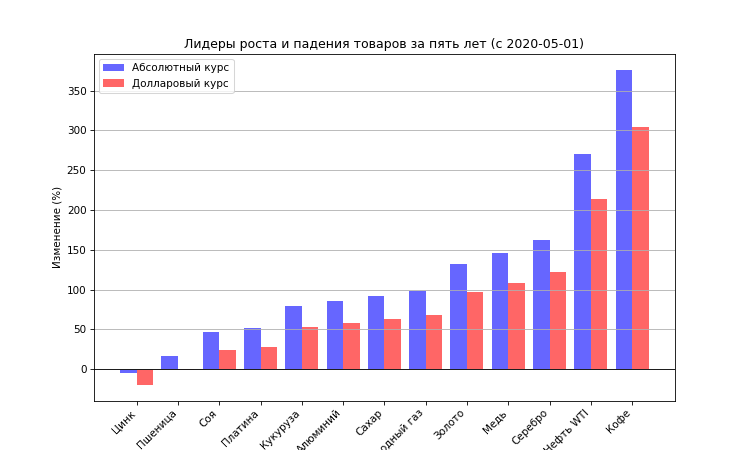 Лидеры роста и падения товаров за пять лет (с 2020-05-01)
Абсолютный курс
Долларовый курс
Изменение (%)
350
300
250
200
150
100
50
0
Цинк
Пшеница
Соя
Платина
Кукуруза
Алюминий
Сахар
одный газ
Золото
Медь
Серебро
Нефть WTI
Кофе